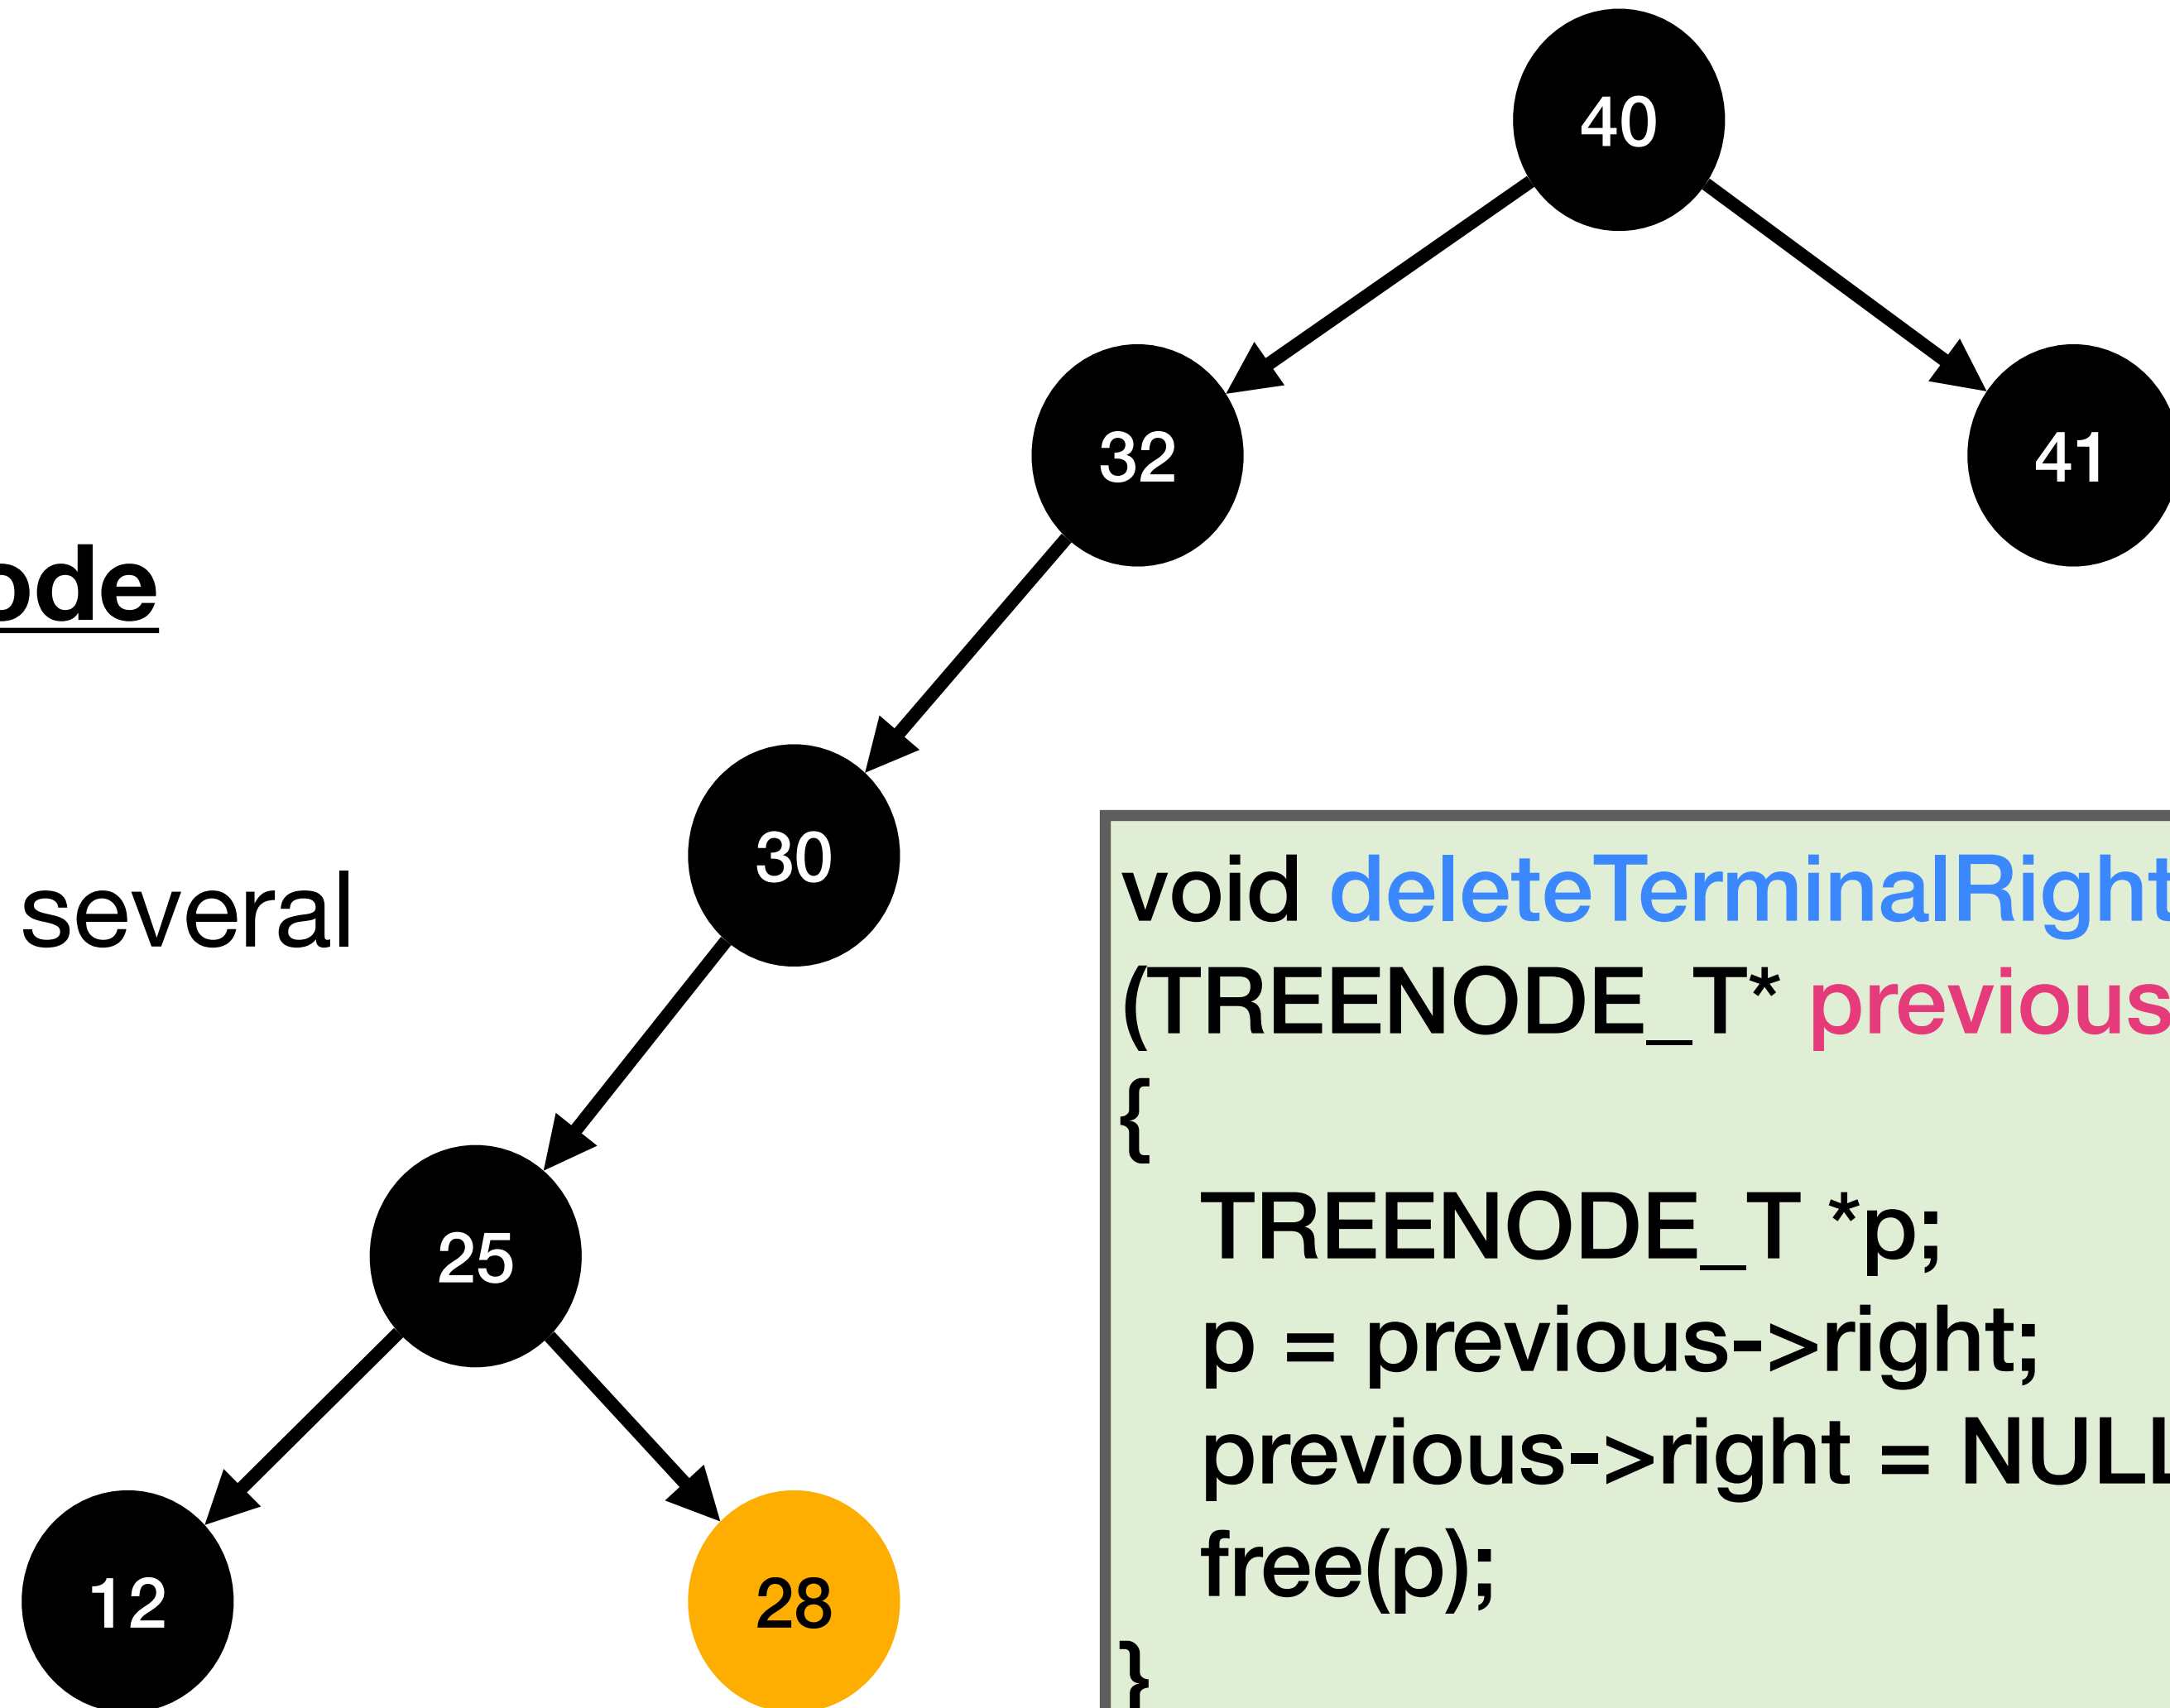 40
32
41
ode
30
several
25
12
28
void deleteTerminalRight
(TREENODE_T* previous
{
TREENODE_T *p;
p = previous->right;
previous->right = NULL
free(p);
}